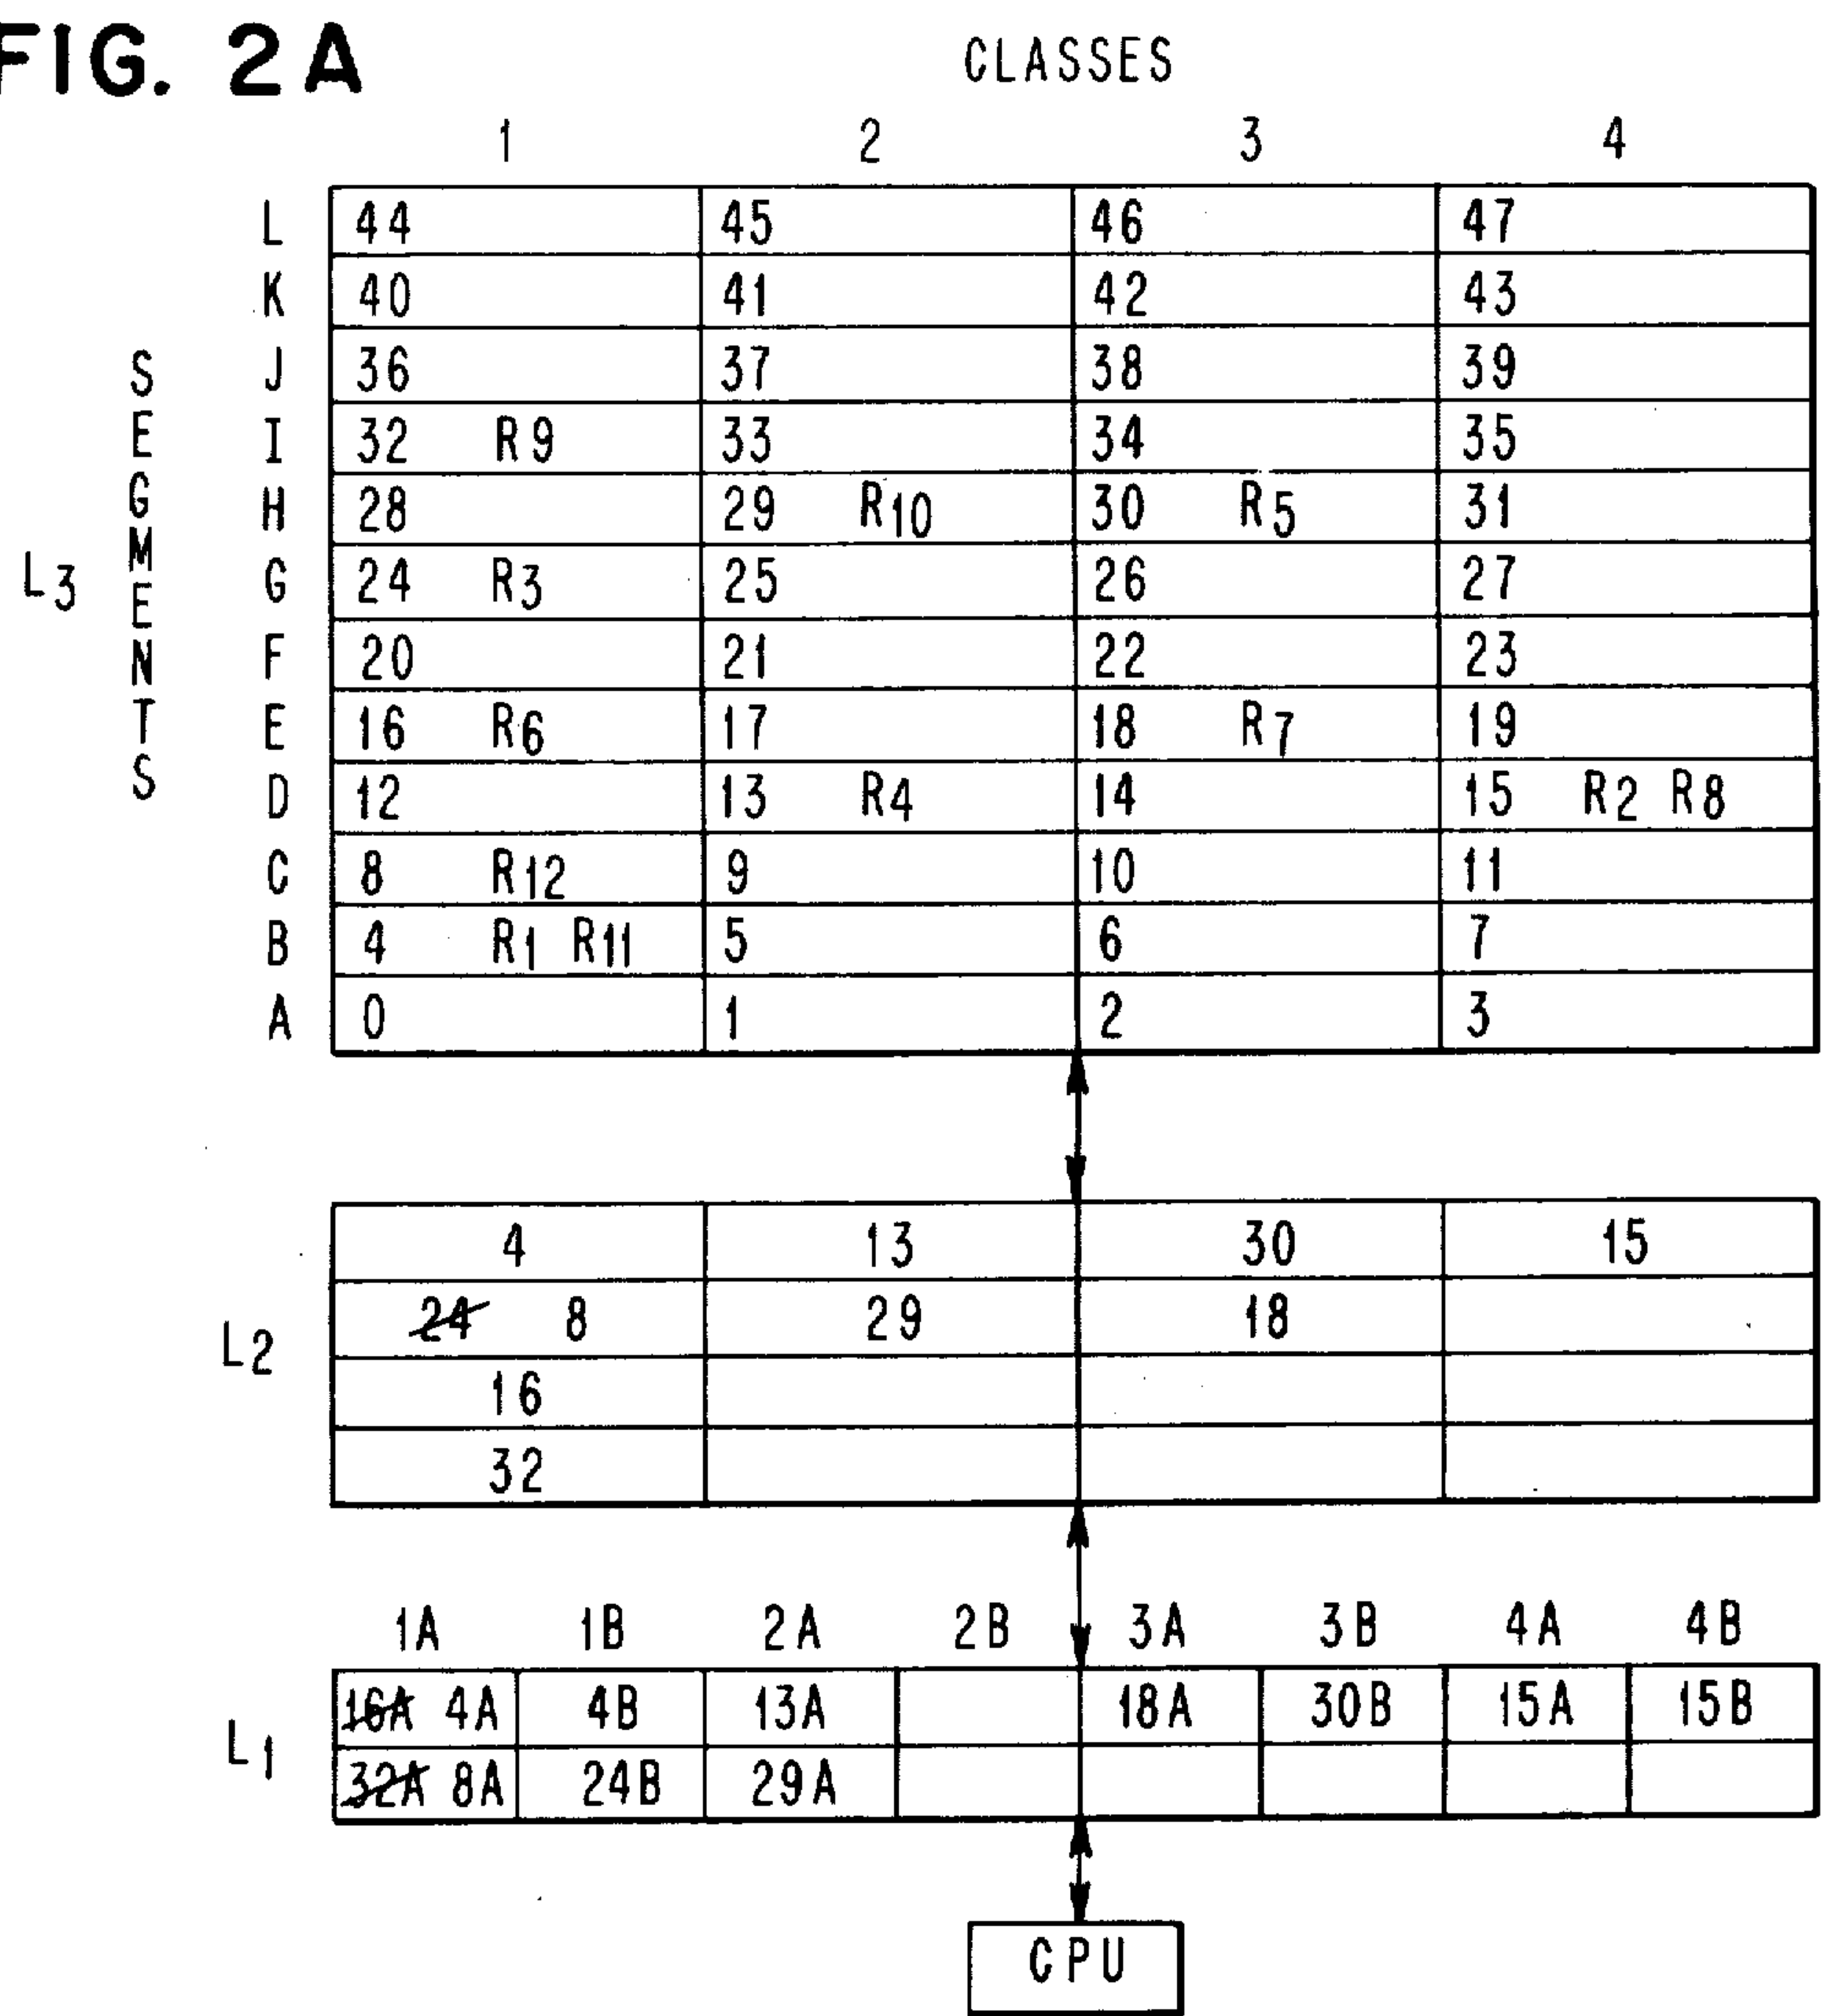 FIG. 2A
CLASSES
1 2 3 4
L 44 45 46 47
K 40 41 42 43
J 36 37 38 39
I 32 R9 33 34 35
H 28 29 R10 30 R5 31
G 24 R3 25 26 27
F 20 21 22 23
E 16 R6 17 18 R7 19
D 12 13 R4 14 15 R2 R8
C 8 R12 9 10 11
B 4 R1 R11 5 6 7
A 0 1 2 3
L3
SEGMENTS
4 13 30 15
24 8 29 18
16
32
L2
1A 1B 2A 2B 3A 3B 4A 4B
16A 4A 4B 13A 18A 30B 15A 15B
32A 8A 24B 29A
L1
CPU